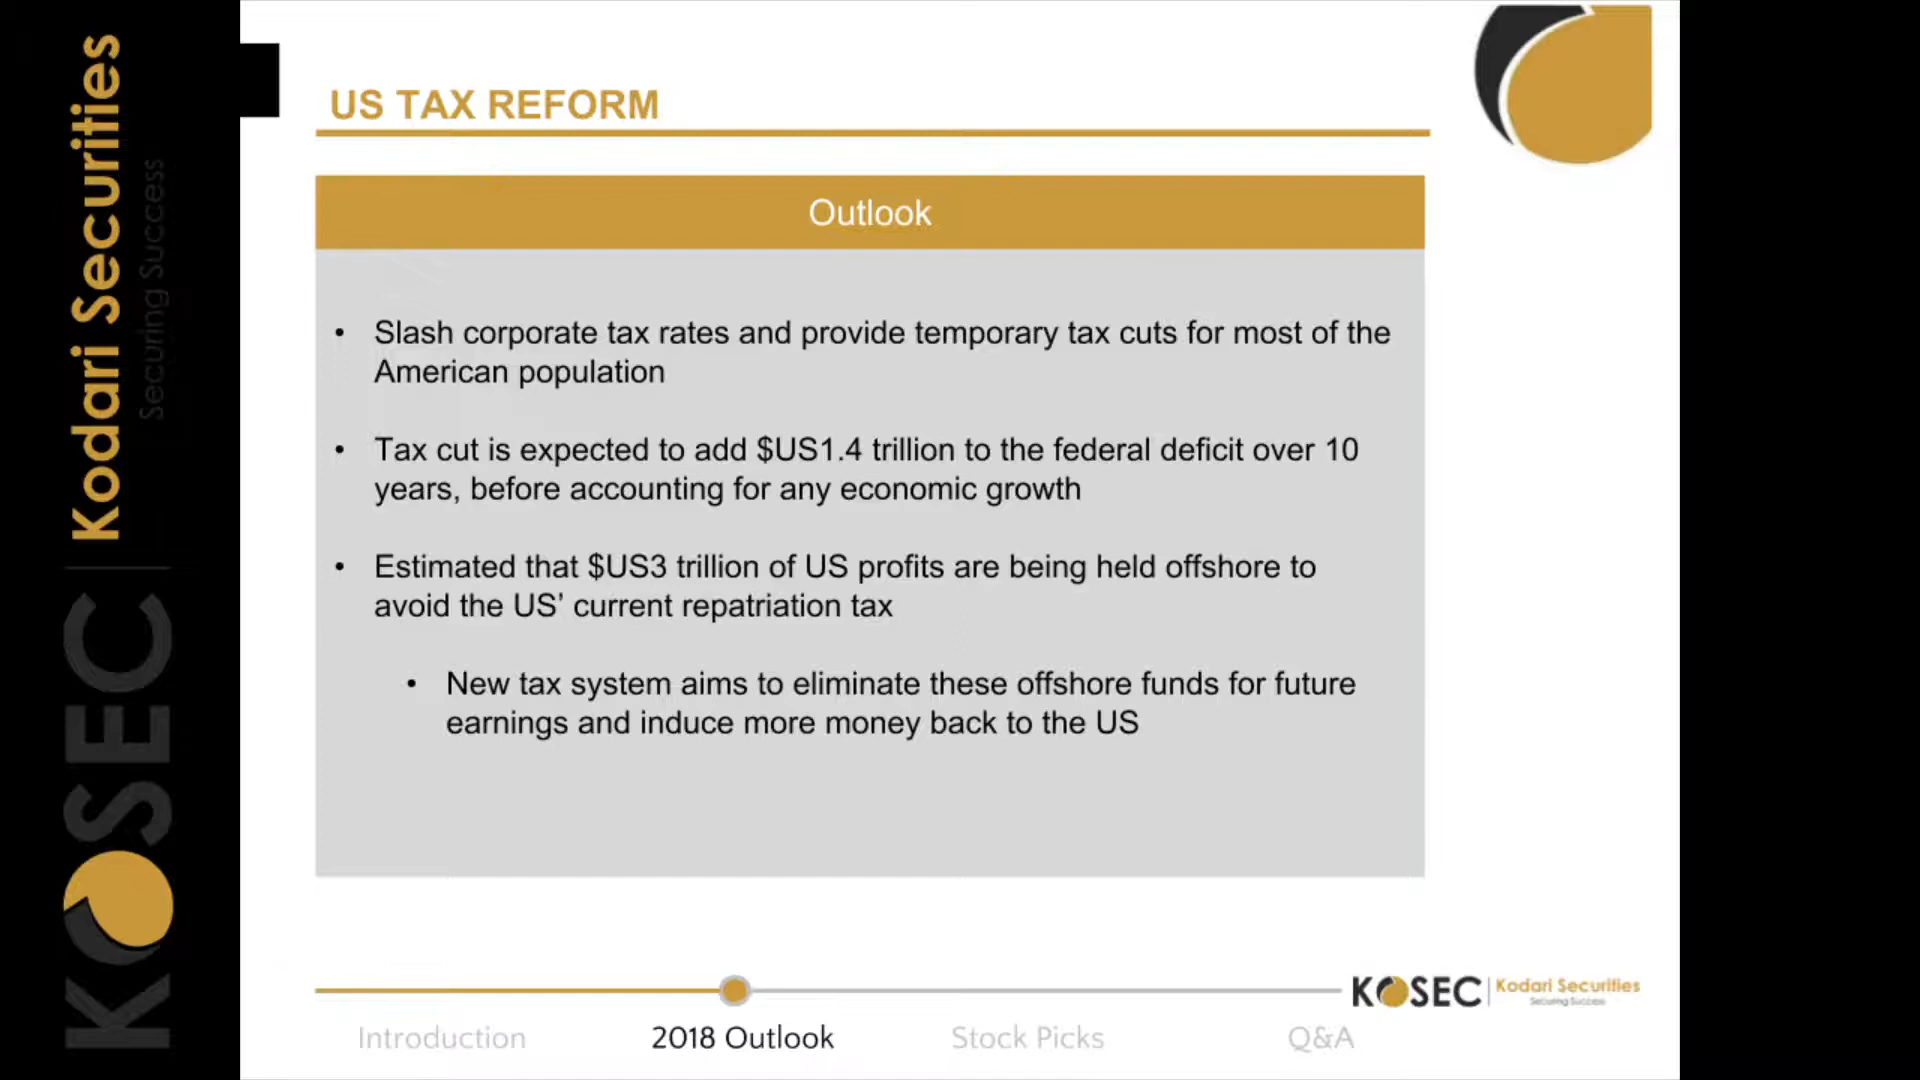 KOSEC | Kodari Securities
Securing Success
US TAX REFORM
Outlook
• Slash corporate tax rates and provide temporary tax cuts for most of the
American population
• Tax cut is expected to add $US1.4 trillion to the federal deficit over 10
years, before accounting for any economic growth
• Estimated that $US3 trillion of US profits are being held offshore to
avoid the US’ current repatriation tax
• New tax system aims to eliminate these offshore funds for future
earnings and induce more money back to the US
KOSEC | Kodari Securities
Securing Success
Introduction
2018 Outlook
Stock Picks
Q&A